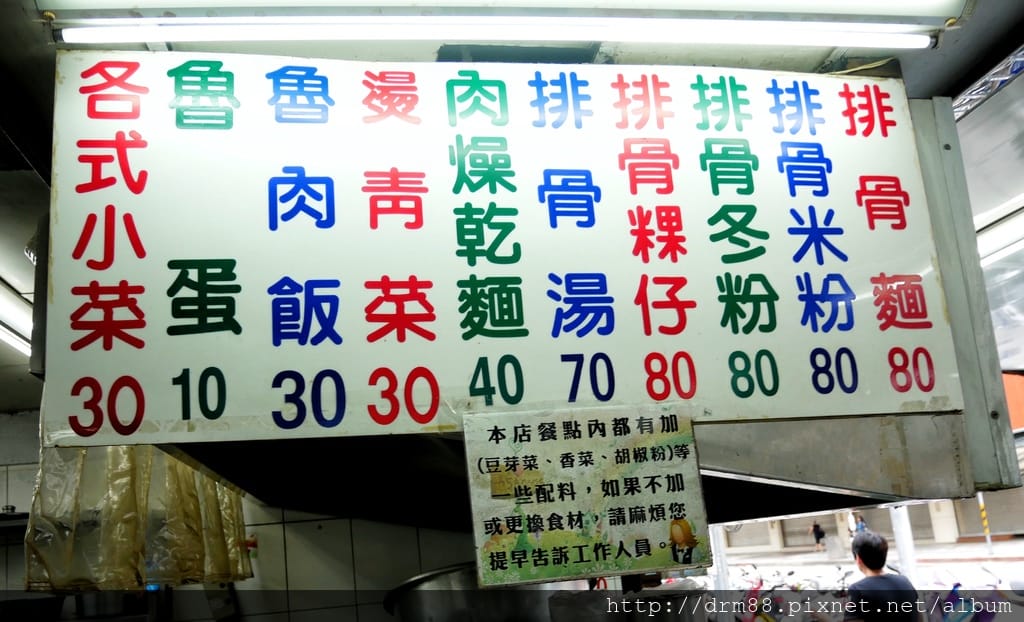 排骨麵 80
排骨米粉 80
排骨冬粉 80
排骨粿仔 80
排骨湯 70
肉燥乾麵 40
燙青菜 30
魯肉飯 30
魯蛋 10
各式小菜 30
本店餐點內都有加
(豆芽菜、香菜、胡椒粉)等
一些配料，如果不加
或更換食材，請麻煩您
提早告訴工作人員。
http://drm88.pixnet.net/album